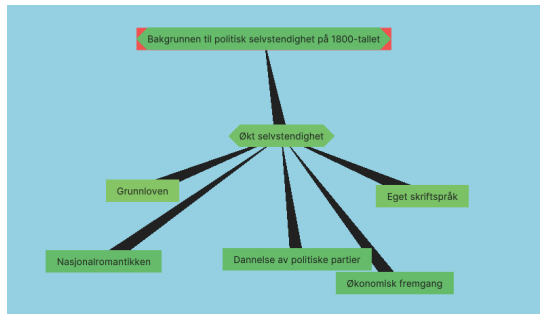 Bakgrunnen til politisk selvstendighet på 1800-tallet
Økt selvstendighet
Grunnloven
Eget skriftspråk
Nasjonalromantikken
Dannelse av politiske partier
Økonomisk fremgang